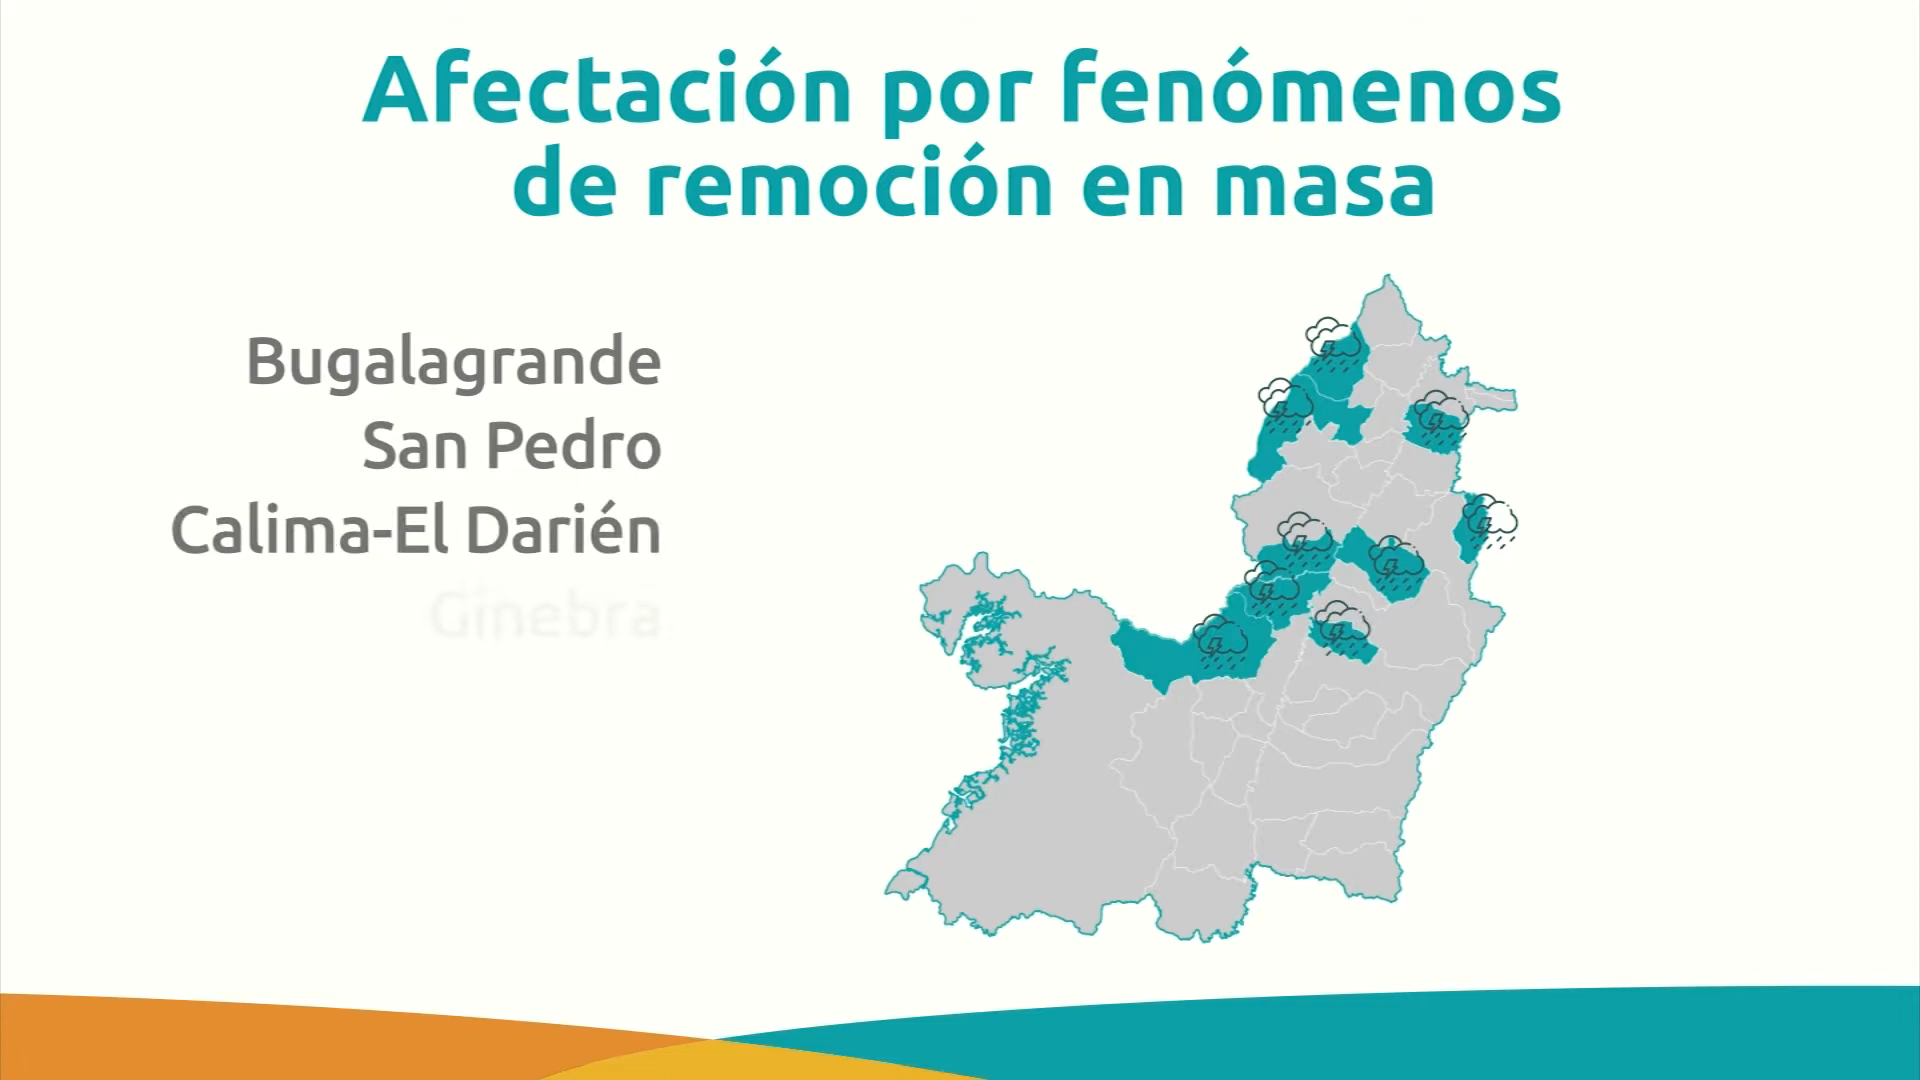 Afectación por fenómenos
de remoción en masa
Bugalagrande
San Pedro
Calima-El Darién
Ginebra